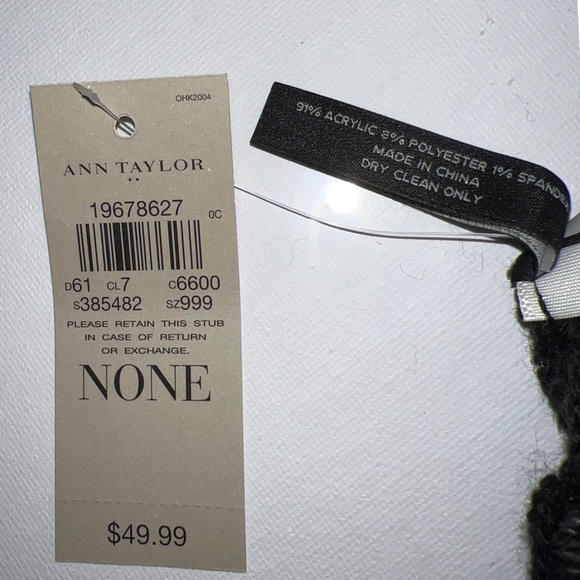 OHK2004
ANN TAYLOR
19678627 0C
D61 CL7 C6600
S385482 SZ999
PLEASE RETAIN THIS STUB
IN CASE OF RETURN
OR EXCHANGE.
NONE
$49.99
91% ACRYLIC 8% POLYESTER 1% SPANDEX
MADE IN CHINA
DRY CLEAN ONLY